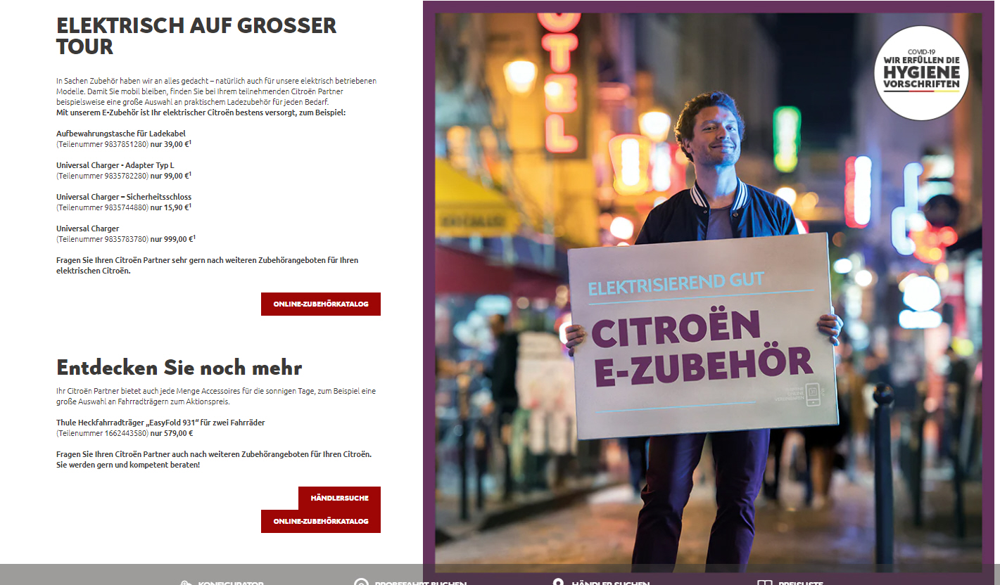 ELEKTRISCH AUF GROSSER
TOUR
In Sachen Zubehör haben wir an alles gedacht – natürlich auch für unsere elektrisch betriebenen
Modelle. Damit Sie mobil bleiben, finden Sie bei Ihrem teilnehmenden Citroën Partner
beispielsweise eine große Auswahl an praktischem Ladezubehör für jeden Bedarf.
Mit unserem E-Zubehör ist Ihr elektrischer Citroën bestens versorgt, zum Beispiel:
Aufbewahrungstasche für Ladekabel
(Teilenummer 9837851280) nur 39,00 €¹
Universal Charger - Adapter Typ L
(Teilenummer 9835782280) nur 99,00 €¹
Universal Charger – Sicherheitsschloss
(Teilenummer 9835744880) nur 15,90 €¹
Universal Charger
(Teilenummer 9835783780) nur 999,00 €¹
Fragen Sie Ihren Citroën Partner sehr gern nach weiteren Zubehörangeboten für Ihren
elektrischen Citroën.
ONLINE-ZUBEHÖRKATALOG
Entdecken Sie noch mehr
Ihr Citroën Partner bietet auch jede Menge Accessoires für die sonnigen Tage, zum Beispiel eine
große Auswahl an Fahrradträgern zum Aktionspreis.
Thule Heckfahrradträger „EasyFold 931“ für zwei Fahrräder
(Teilenummer 1662443580) nur 579,00 €
Fragen Sie Ihren Citroën Partner auch nach weiteren Zubehörangeboten für Ihren Citroën.
Sie werden gern und kompetent beraten!
HÄNDLERSUCHE
ONLINE-ZUBEHÖRKATALOG
OTEL
COVID-19
WIR ERFÜLLEN DIE
HYGIENE
VORSCHRIFTEN
ELEKTRISIEREND GUT
CITROËN
E-ZUBEHÖR
KONFIGURATOR
PROBEFAHRT BUCHEN
HÄNDLER SUCHEN
PREISLISTE